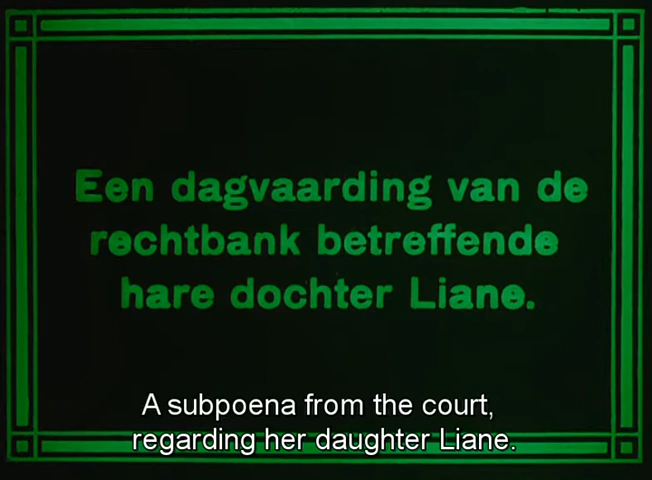 Een dagvaarding van de
rechtbank betreffende
hare dochter Liane.
A subpoena from the court,
regarding her daughter Liane.